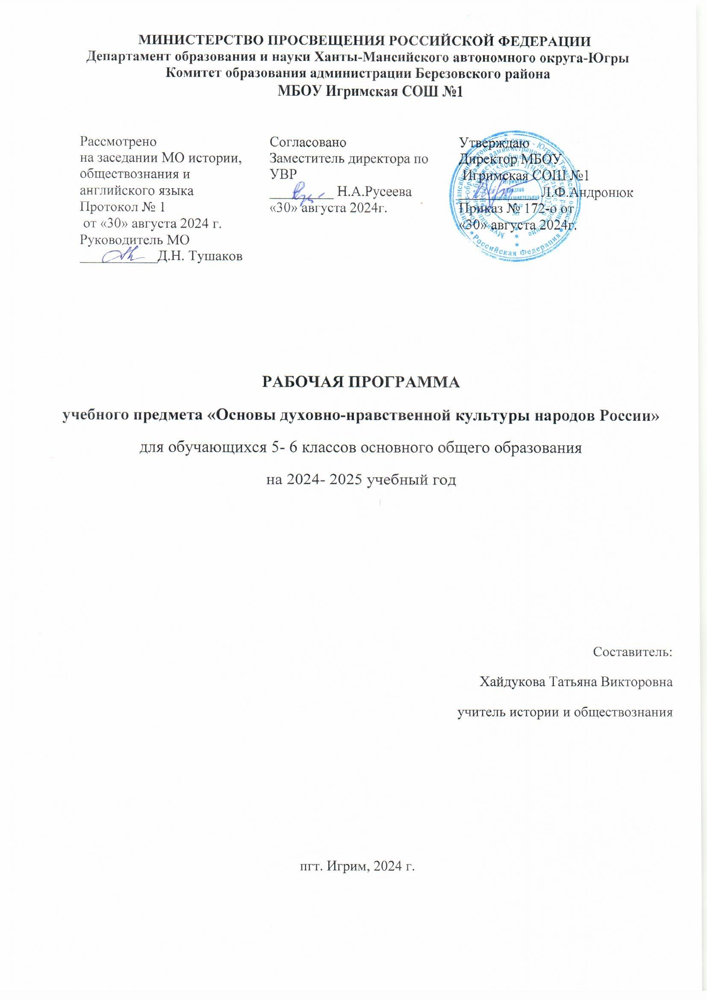 МИНИСТЕРСТВО ПРОСВЕЩЕНИЯ РОССИЙСКОЙ ФЕДЕРАЦИИ
Департамент образования и науки Ханты-Мансийского автономного округа-Югры
Комитет образования администрации Березовского района
МБОУ Игримская СОШ №1
Рассмотрено
на заседании МО истории,
обществознания и
английского языка
Протокол № 1
от «30» августа 2024 г.
Руководитель МО
___________Д.Н. Тушаков
Согласовано
Заместитель директора по
УВР
_________ Н.А.Русеева
«30» августа 2024г.
Утверждаю
Директор МБОУ
Игримская СОШ №1
___________ Л.Ф.Андронюк
Приказ № 172-о от
«30» августа 2024г.
Российская Федерация
РАБОЧАЯ ПРОГРАММА
учебного предмета «Основы духовно-нравственной культуры народов России»
для обучающихся 5- 6 классов основного общего образования
на 2024- 2025 учебный год
Составитель:
Хайдукова Татьяна Викторовна
учитель истории и обществознания
пгт. Игрим, 2024 г.